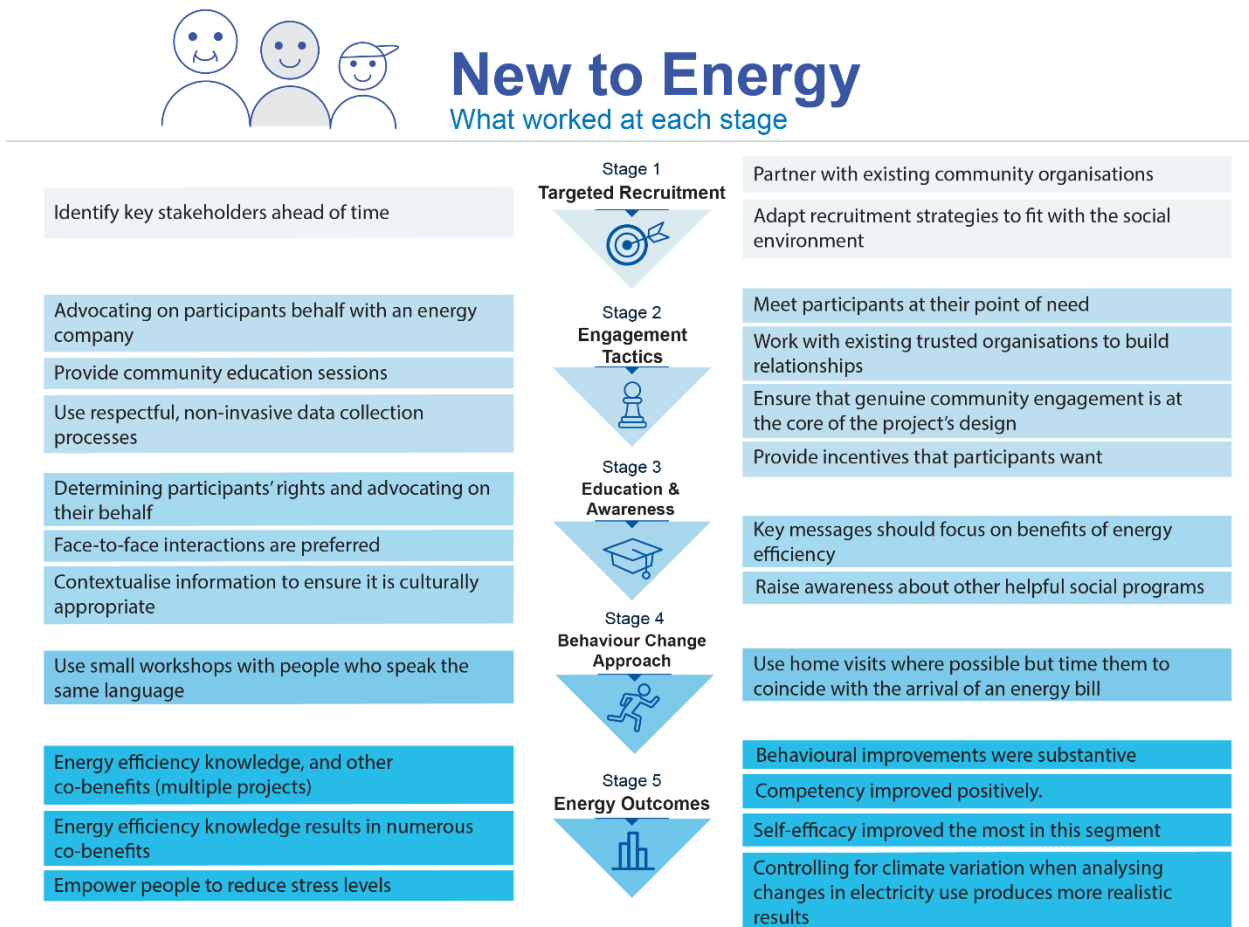 New to Energy
What worked at each stage
Stage 1
Targeted Recruitment
Identify key stakeholders ahead of time
Partner with existing community organisations
Adapt recruitment strategies to fit with the social
environment
Stage 2
Engagement
Tactics
Advocating on participants behalf with an energy
company
Provide community education sessions
Use respectful, non-invasive data collection
processes
Meet participants at their point of need
Work with existing trusted organisations to build
relationships
Ensure that genuine community engagement is at
the core of the project's design
Provide incentives that participants want
Stage 3
Education &
Awareness
Determining participants' rights and advocating on
their behalf
Face-to-face interactions are preferred
Contextualise information to ensure it is culturally
appropriate
Key messages should focus on benefits of energy
efficiency
Raise awareness about other helpful social programs
Stage 4
Behaviour Change
Approach
Use small workshops with people who speak the
same language
Use home visits where possible but time them to
coincide with the arrival of an energy bill
Stage 5
Energy Outcomes
Energy efficiency knowledge, and other
co-benefits (multiple projects)
Energy efficiency knowledge results in numerous
co-benefits
Empower people to reduce stress levels
Behavioural improvements were substantive
Competency improved positively.
Self-efficacy improved the most in this segment
Controlling for climate variation when analysing
changes in electricity use produces more realistic
results